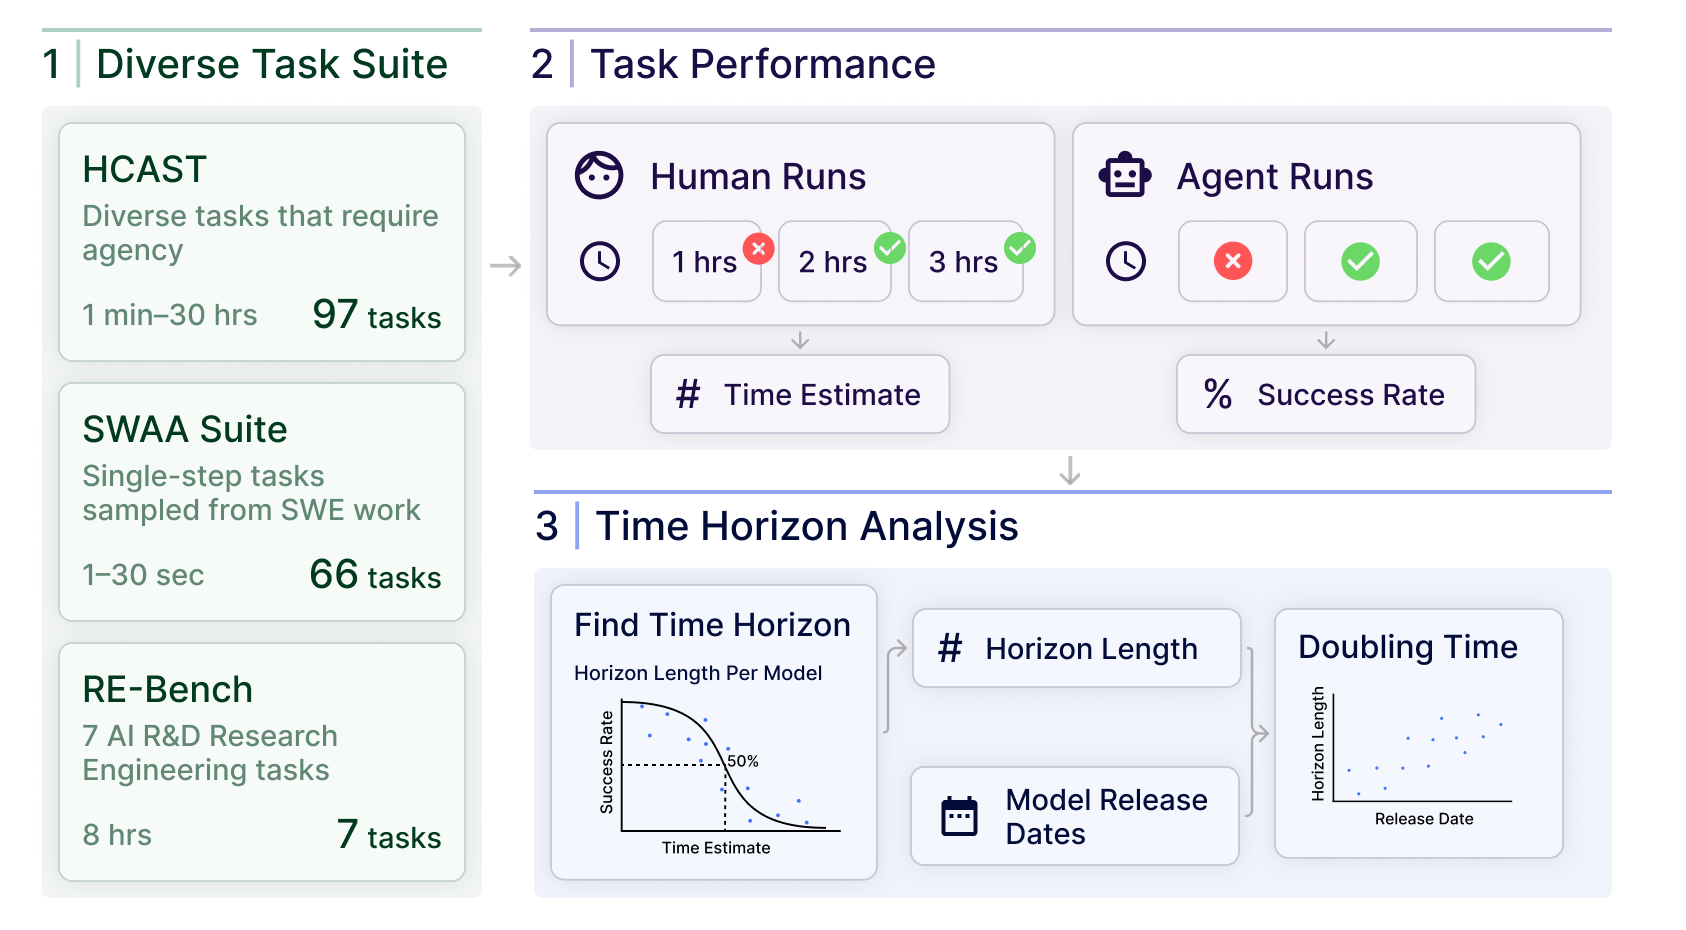 1 Diverse Task Suite
HCAST
Diverse tasks that require
agency
1 min–30 hrs 97 tasks
SWAA Suite
Single-step tasks
sampled from SWE work
1–30 sec 66 tasks
RE-Bench
7 AI R&D Research
Engineering tasks
8 hrs 7 tasks
2 Task Performance
Human Runs
1 hrs 2 hrs 3 hrs
# Time Estimate
Agent Runs
% Success Rate
3 Time Horizon Analysis
Find Time Horizon
Horizon Length Per Model
Success Rate
50%
Time Estimate
# Horizon Length
Model Release
Dates
Doubling Time
Horizon Length
Release Date